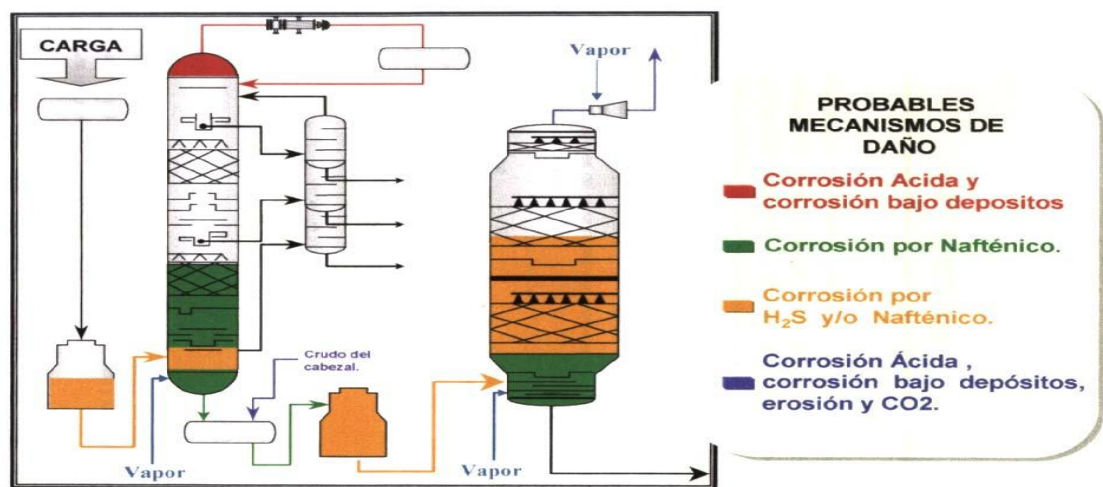 CARGA
Vapor
Crudo del
cabezal.
Vapor
Vapor
PROBABLES
MECANISMOS DE
DAÑO
Corrosión Acida y
corrosión bajo depositos
Corrosión por Nafténico.
Corrosión por
H₂S y/o Nafténico.
Corrosión Ácida ,
corrosión bajo depósitos,
erosión y CO2.